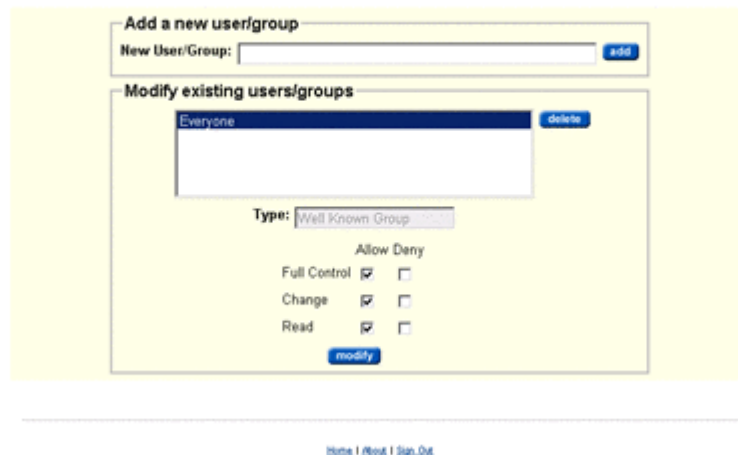 Add a new user/group
New User/Group: add
Modify existing users/groups
Everyone delete
Type: Well Known Group
Allow Deny
Full Control
Change
Read
modify
Home | About | Sign Out